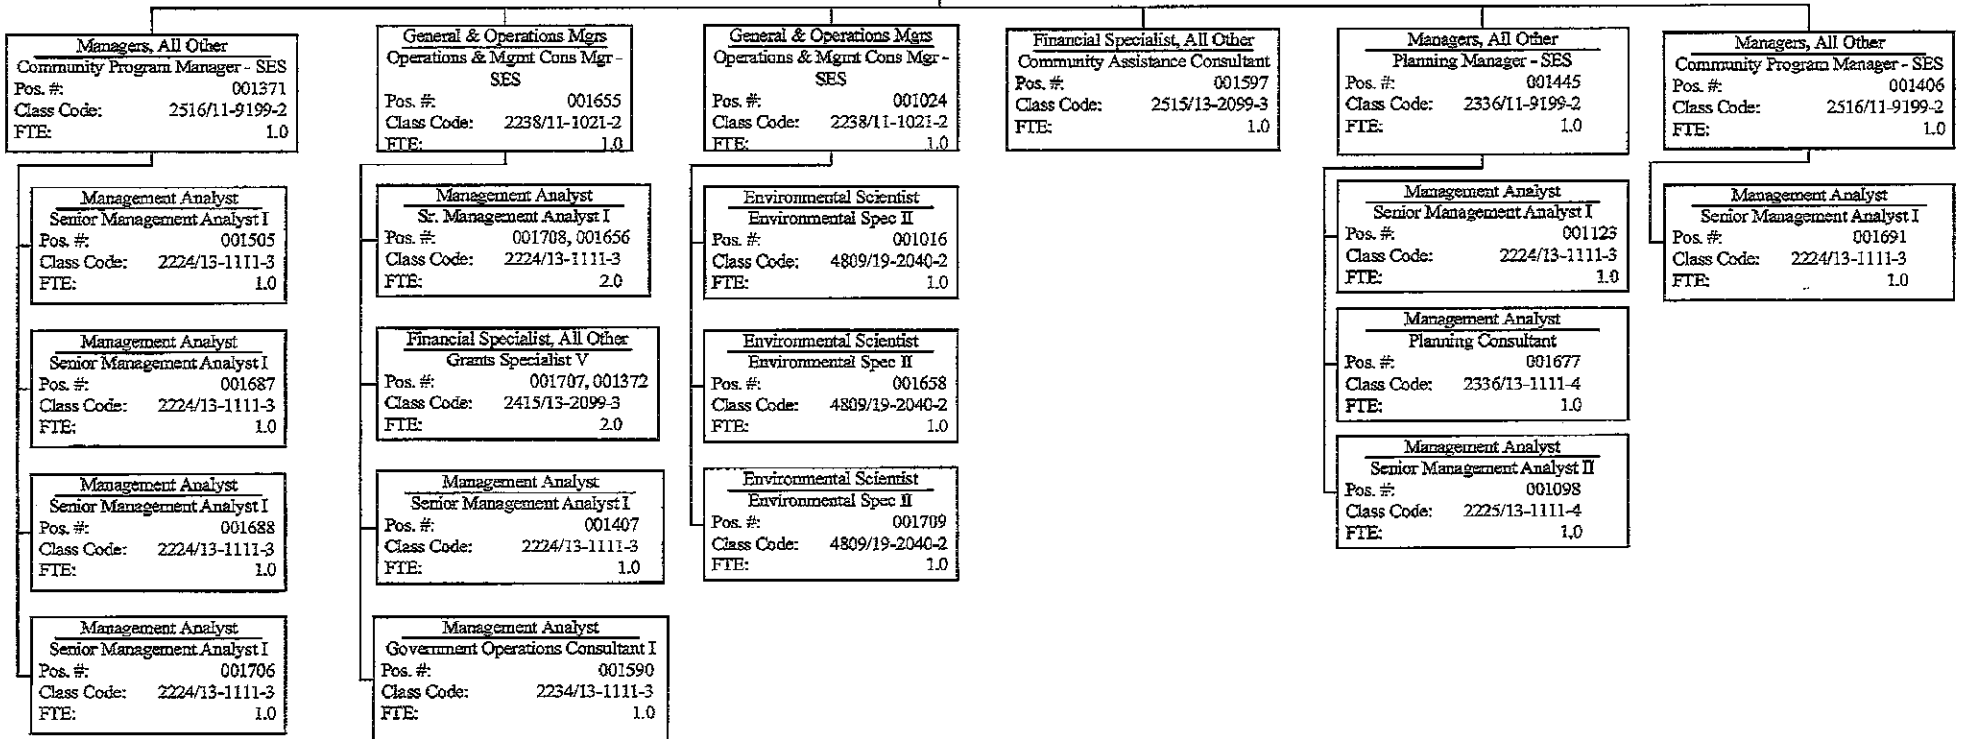 Managers, All Other
Community Program Manager - SES
Pos. #: 001371
Class Code: 2516/11-9199-2
FTE: 1.0
Management Analyst
Senior Management Analyst I
Pos. #: 001505
Class Code: 2224/13-1111-3
FTE: 1.0
Management Analyst
Senior Management Analyst I
Pos. #: 001687
Class Code: 2224/13-1111-3
FTE: 1.0
Management Analyst
Senior Management Analyst I
Pos. #: 001688
Class Code: 2224/13-1111-3
FTE: 1.0
Management Analyst
Senior Management Analyst I
Pos. #: 001706
Class Code: 2224/13-1111-3
FTE: 1.0
General & Operations Mgrs
Operations & Mgmt Cons Mgr -
SES
Pos. #: 001655
Class Code: 2238/11-1021-2
FTE: 1.0
Management Analyst
Sr. Management Analyst I
Pos. #: 001708, 001656
Class Code: 2224/13-1111-3
FTE: 2.0
Financial Specialist, All Other
Grants Specialist V
Pos. #: 001707, 001372
Class Code: 2415/13-2099-3
FTE: 2.0
Management Analyst
Senior Management Analyst I
Pos. #: 001407
Class Code: 2224/13-1111-3
FTE: 1.0
Management Analyst
Government Operations Consultant I
Pos. #: 001590
Class Code: 2234/13-1111-3
FTE: 1.0
General & Operations Mgrs
Operations & Mgmt Cons Mgr -
SES
Pos. #: 001024
Class Code: 2238/11-1021-2
FTE: 1.0
Environmental Scientist
Environmental Spec II
Pos. #: 001016
Class Code: 4809/19-2040-2
FTE: 1.0
Environmental Scientist
Environmental Spec II
Pos. #: 001658
Class Code: 4809/19-2040-2
FTE: 1.0
Environmental Scientist
Environmental Spec II
Pos. #: 001709
Class Code: 4809/19-2040-2
FTE: 1.0
Financial Specialist, All Other
Community Assistance Consultant
Pos. #: 001597
Class Code: 2515/13-2099-3
FTE: 1.0
Managers, All Other
Planning Manager - SES
Pos. #: 001445
Class Code: 2336/11-9199-2
FTE: 1.0
Management Analyst
Senior Management Analyst I
Pos. #: 001123
Class Code: 2224/13-1111-3
FTE: 1.0
Management Analyst
Planning Consultant
Pos. #: 001677
Class Code: 2336/13-1111-4
FTE: 1.0
Management Analyst
Senior Management Analyst II
Pos. #: 001098
Class Code: 2225/13-1111-4
FTE: 1.0
Managers, All Other
Community Program Manager - SES
Pos. #: 001406
Class Code: 2516/11-9199-2
FTE: 1.0
Management Analyst
Senior Management Analyst I
Pos. #: 001691
Class Code: 2224/13-1111-3
FTE: 1.0